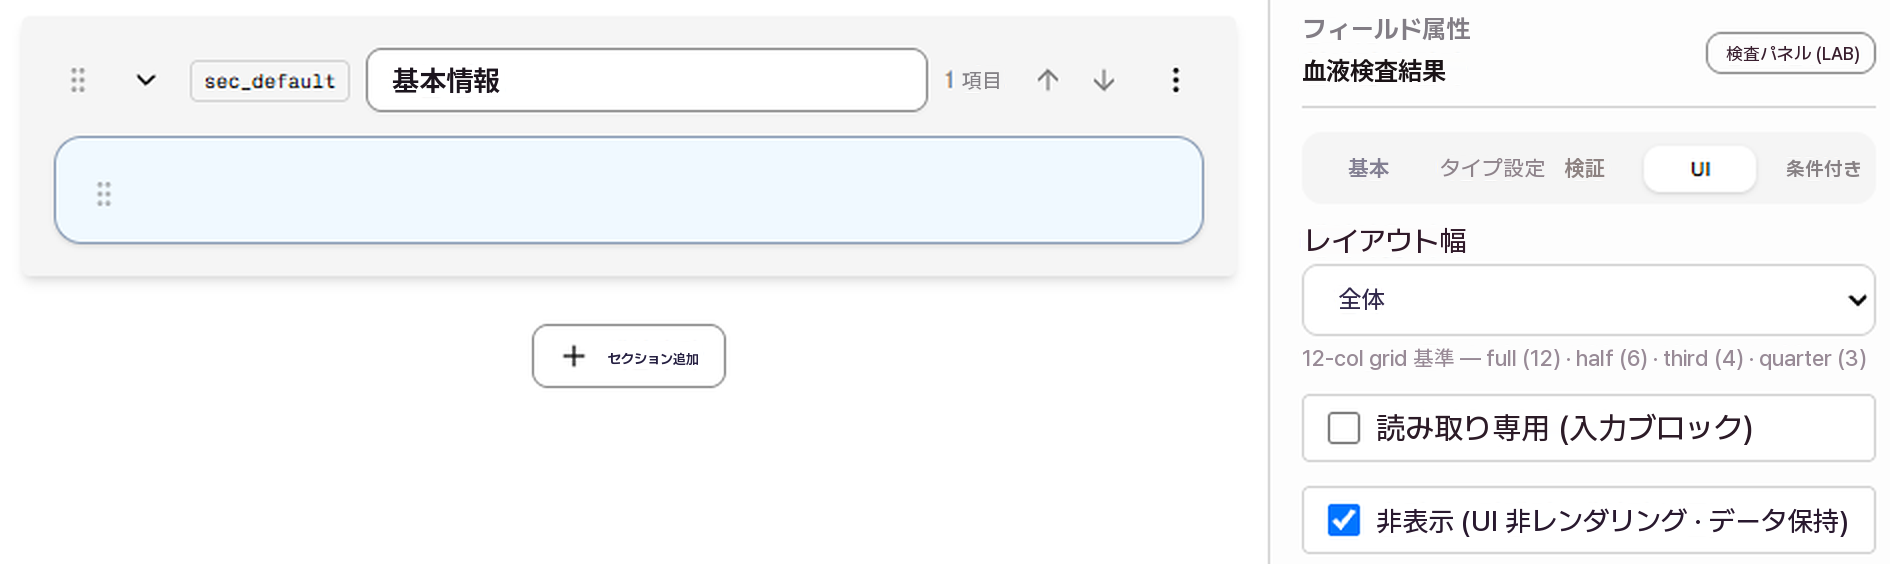 sec_default 基本情報 1 項目
セクション追加
フィールド属性
血液検査結果
検査パネル (LAB)
基本 タイプ設定 検証 UI 条件付き
レイアウト幅
全体
12-col grid 基準 — full (12) · half (6) · third (4) · quarter (3)
読み取り専用 (入力ブロック)
非表示 (UI 非レンダリング · データ保持)